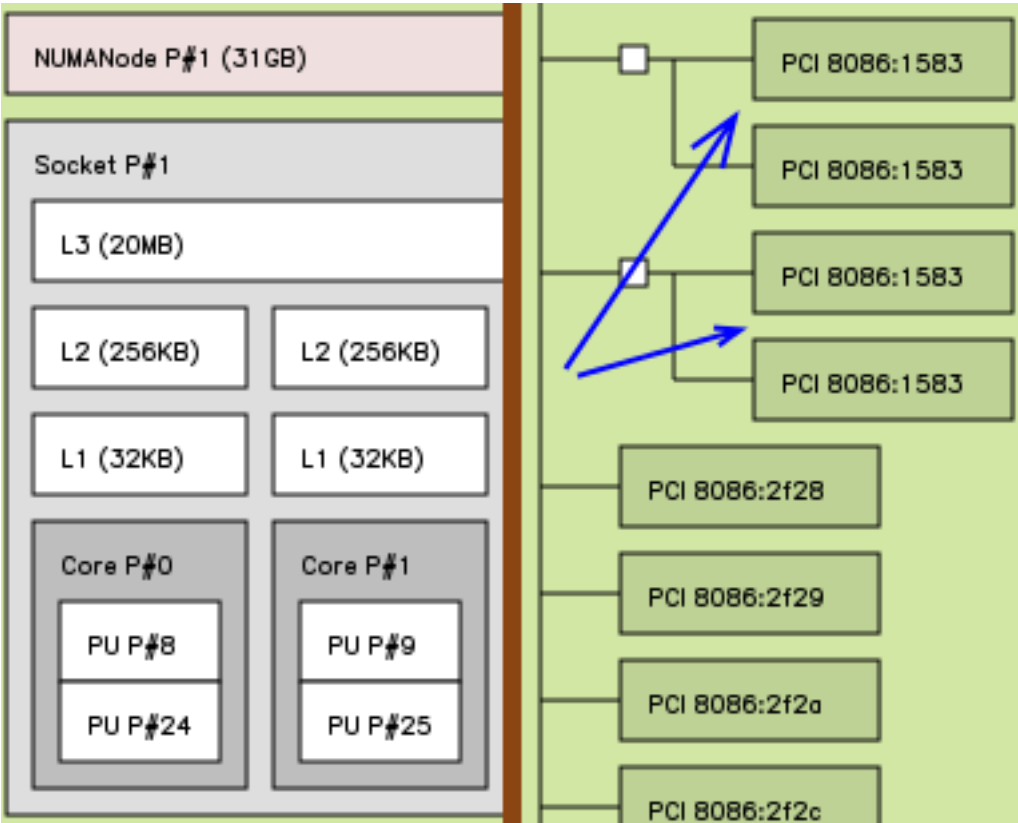 NUMANode P#1 (31GB)
Socket P#1
L3 (20MB)
L2 (256KB)
L2 (256KB)
L1 (32KB)
L1 (32KB)
Core P#0
Core P#1
PU P#8
PU P#9
PU P#24
PU P#25
PCI 8086:1583
PCI 8086:1583
PCI 8086:1583
PCI 8086:1583
PCI 8086:2f28
PCI 8086:2f29
PCI 8086:2f2a
PCI 8086:2f2c